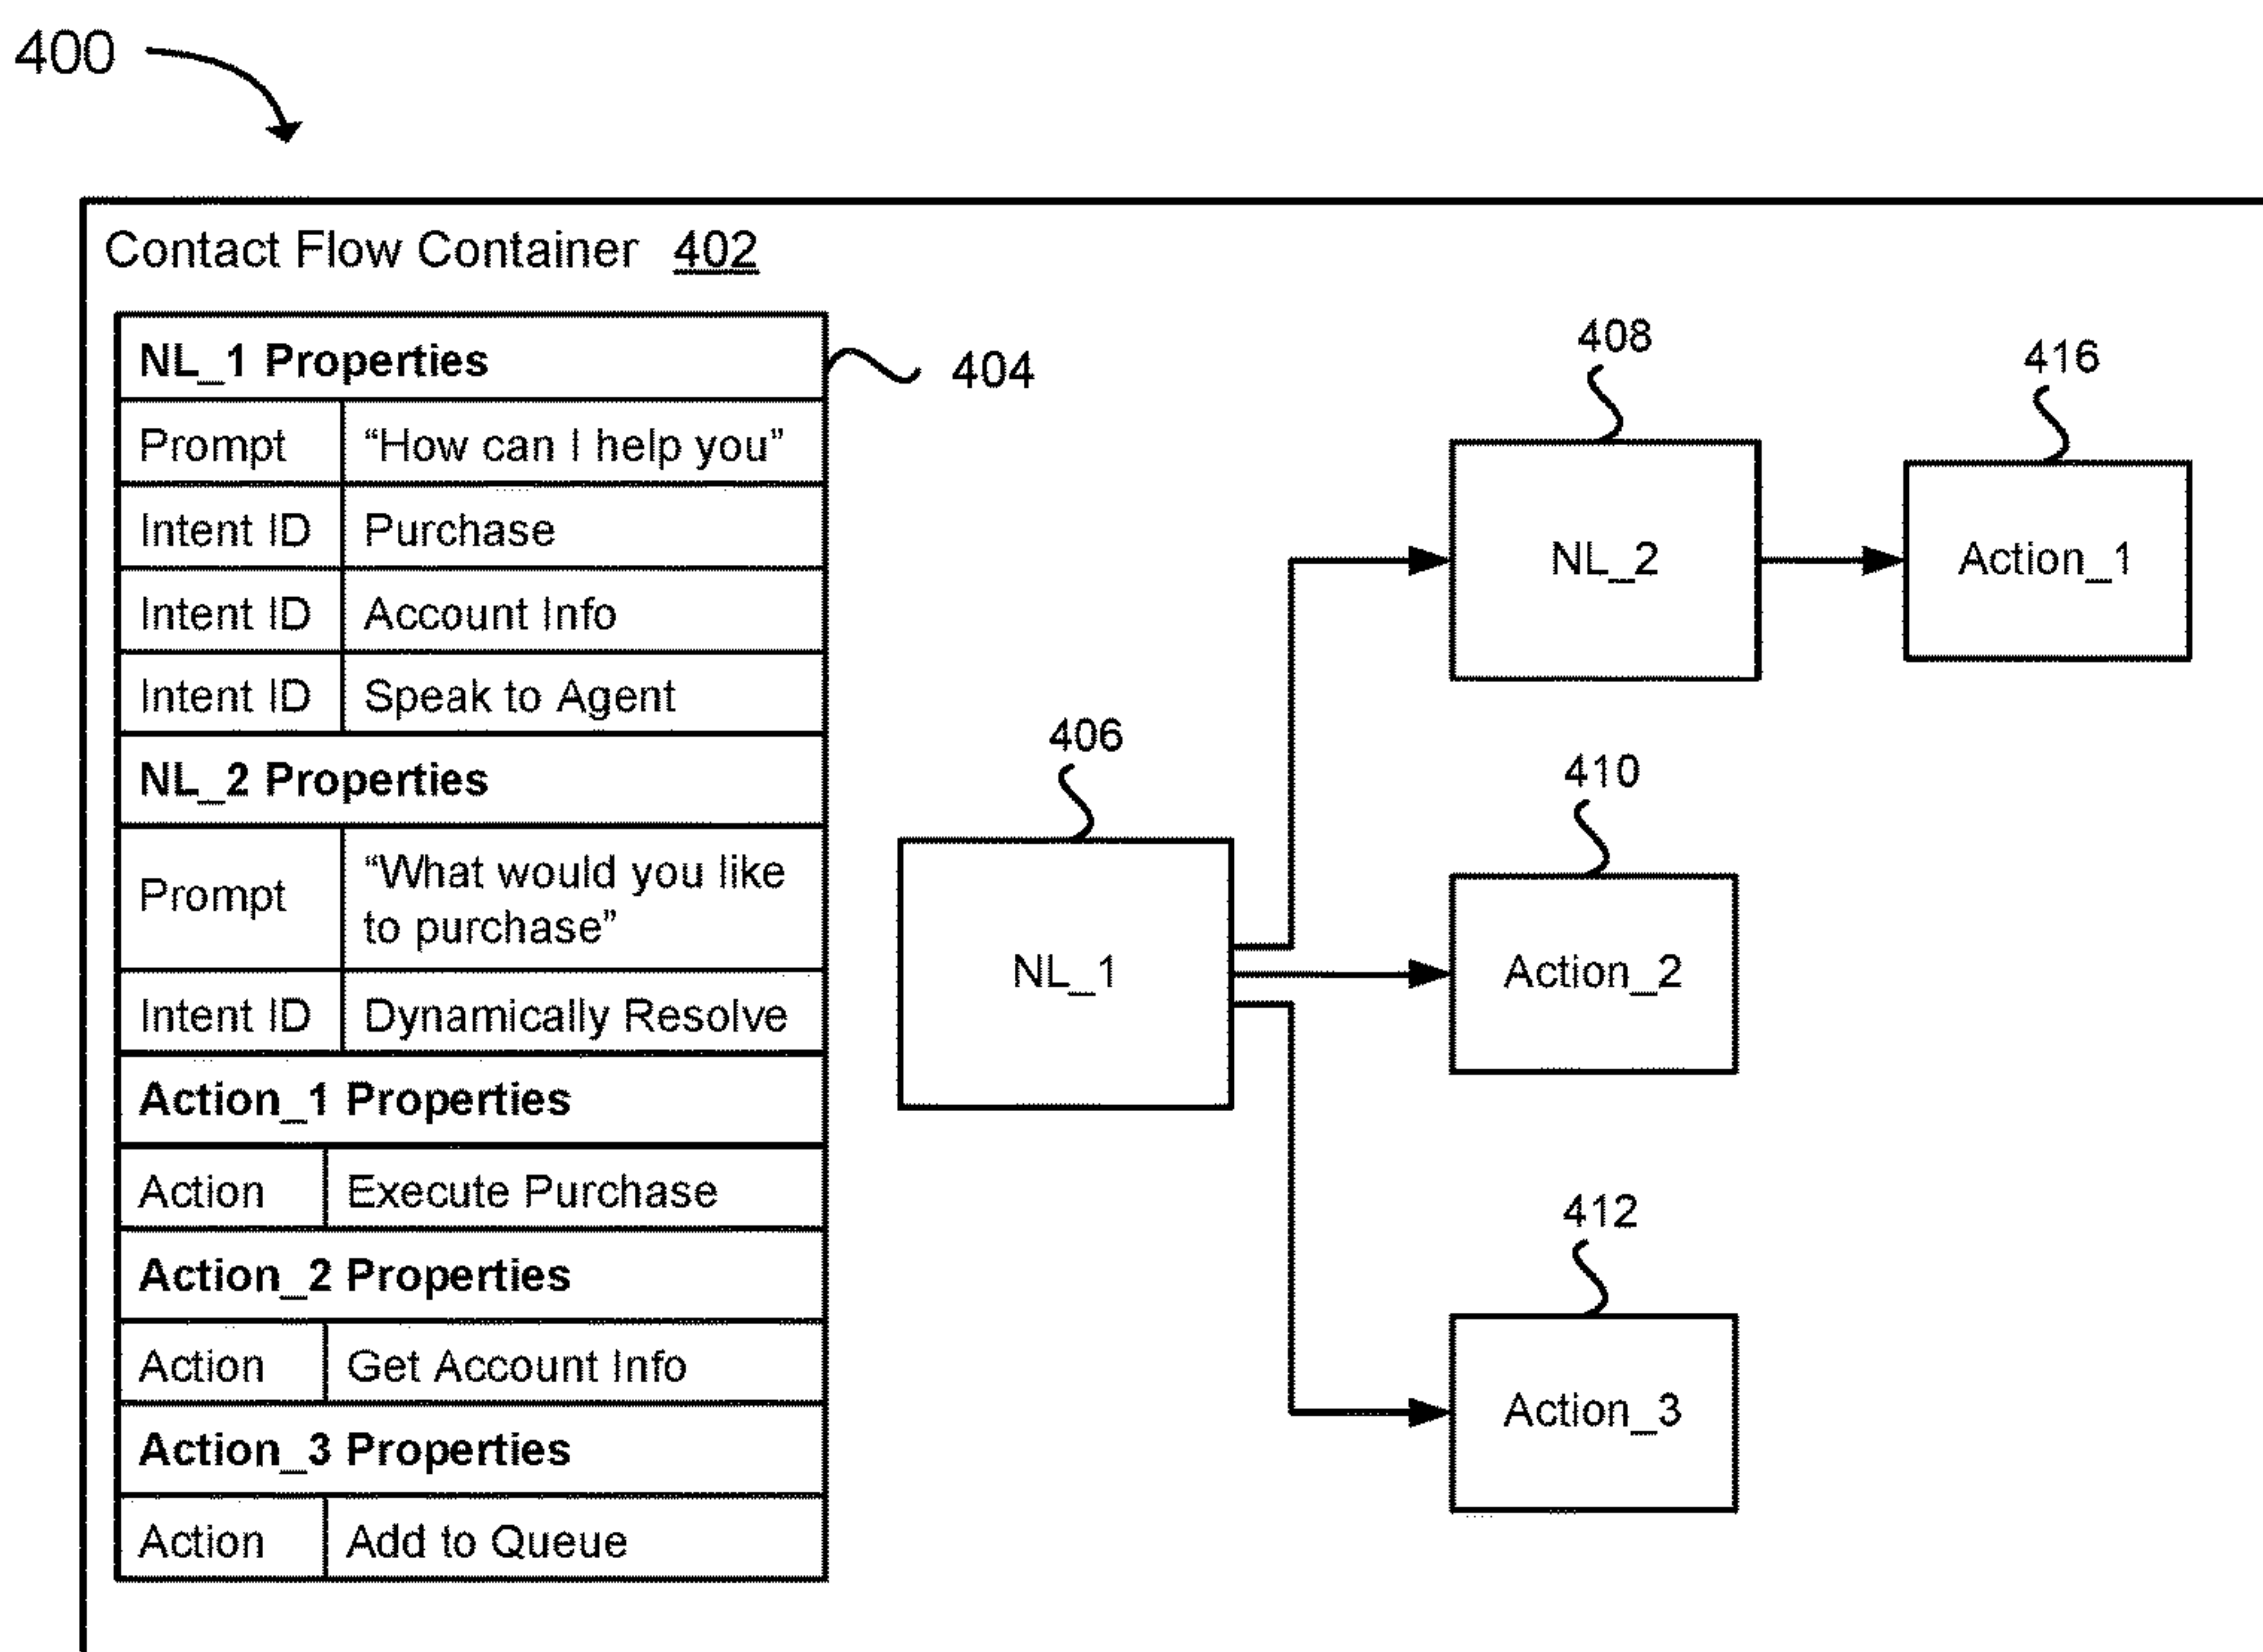 400
Contact Flow Container 402
NL_1 Properties
Prompt "How can I help you"
Intent ID Purchase
Intent ID Account Info
Intent ID Speak to Agent
NL_2 Properties
Prompt “What would you like
to purchase”
Intent ID Dynamically Resolve
Action_1 Properties
Action Execute Purchase
Action_2 Properties
Action Get Account Info
Action_3 Properties
Action Add to Queue
404
406
NL_1
408
NL_2
416
Action_1
410
Action_2
412
Action_3